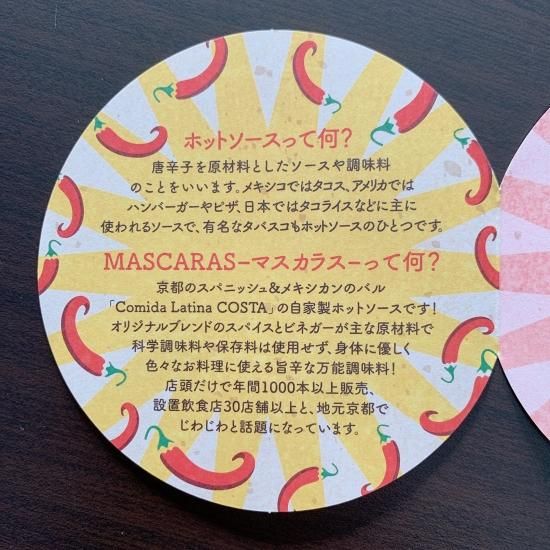 ホットソースって何?
唐辛子を原材料としたソースや調味料
のことをいいます。メキシコではタコス、アメリカでは
ハンバーガーやピザ、日本ではタコライスなどに主に
使われるソースで、有名なタバスコもホットソースのひとつです。
MASCARAS-マスカラス-って何?
京都のスパニッシュ&メキシカンのバル
「Comida Latina COSTA」の自家製ホットソースです!
オリジナルブレンドのスパイスとビネガーが主な原材料で
科学調味料や保存料は使用せず、身体に優しく
色々なお料理に使える旨辛な万能調味料!
店頭だけで年間1000本以上販売、
設置飲食店30店舗以上と、地元京都で
じわじわと話題になっています。